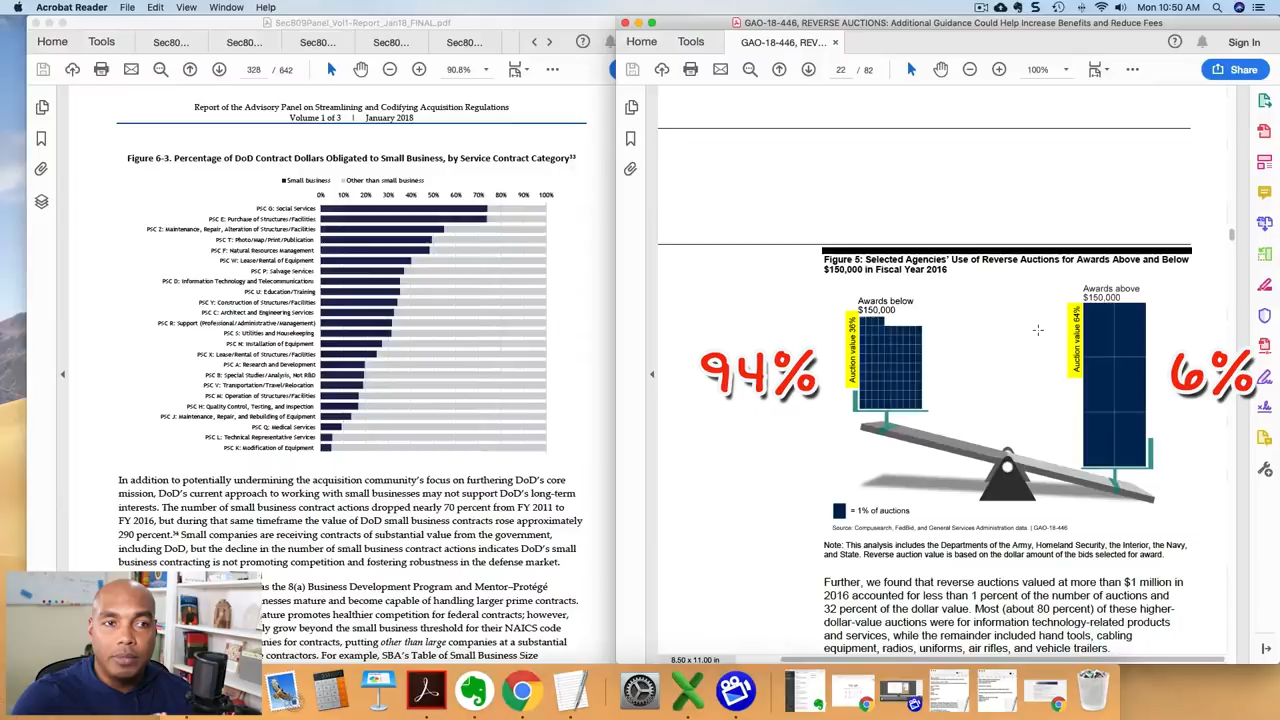 Acrobat Reader File Edit View Window Help
Mon 10:50 AM
Sec809Panel_Vol1-Report_Jan18_FINAL.pdf
Home Tools Sec80... Sec80... Sec80... Sec80... Sec80...
328 / 642 90.8%
Report of the Advisory Panel on Streamlining and Codifying Acquisition Regulations
Volume 1 of 3 | January 2018
Figure 6-3. Percentage of DoD Contract Dollars Obligated to Small Business, by Service Contract Category33
Small business Other than small business
0% 10% 20% 30% 40% 50% 60% 70% 80% 90% 100%
PSC G: Social Services
PSC E: Purchase of Structures/Facilities
PSC Z: Maintenance, Repair, Alteration of Structures/Facilities
PSC T: Photo/Map/Print/Publication
PSC F: Natural Resources Management
PSC W: Lease/Rental of Equipment
PSC P: Salvage Services
PSC D: Information Technology and Telecommunications
PSC U: Education/Training
PSC Y: Construction of Structures/Facilities
PSC C: Architect and Engineering Services
PSC R: Support (Professional/Administrative/Management)
PSC S: Utilities and Housekeeping
PSC N: Installation of Equipment
PSC X: Lease/Rental of Structures/Facilities
PSC A: Research and Development
PSC B: Special Studies/Analysis, Not R&D
PSC V: Transportation/Travel/Relocation
PSC M: Operation of Structures/Facilities
PSC H: Quality Control, Testing, and Inspection
PSC J: Maintenance, Repair, and Rebuilding of Equipment
PSC Q: Medical Services
PSC L: Technical Representative Services
PSC K: Modification of Equipment
In addition to potentially undermining the acquisition community's focus on furthering DoD's core
mission, DoD's current approach to working with small businesses may not support DoD's long-term
interests. The number of small business contract actions dropped nearly 70 percent from FY 2011 to
FY 2016, but during that same timeframe the value of DoD small business contracts rose approximately
290 percent.34 Small companies are receiving contracts of substantial value from the government,
including DoD, but the decline in the number of small business contract actions indicates DoD's small
business contracting is not promoting competition and fostering robustness in the defense market.
as the 8(a) Business Development Program and Mentor–Protégé
nesses mature and become capable of handling larger prime contracts.
ature promotes healthier competition for federal contracts; however,
ly grow beyond the small business threshold for their NAICS code
anies for contracts, putting other than large companies at a substantial
contractors. For example, SBA's Table of Small Business Size
GAO-18-446, REVERSE AUCTIONS: Additional Guidance Could Help Increase Benefits and Reduce Fees
Home Tools GAO-18-446, REV... × Sign In
22 / 82 100% Share
Figure 5: Selected Agencies' Use of Reverse Auctions for Awards Above and Below
$150,000 in Fiscal Year 2016
Awards below
$150,000
Auction value 36%
94%
Awards above
$150,000
Auction value 64%
6%
= 1% of auctions
Source: Compusearch, FedBid, and General Services Administration data. | GAO-18-446
Note: This analysis includes the Departments of the Army, Homeland Security, the Interior, the Navy,
and State. Reverse auction value is based on the dollar amount of the bids selected for award.
Further, we found that reverse auctions valued at more than $1 million in
2016 accounted for less than 1 percent of the number of auctions and
32 percent of the dollar value. Most (about 80 percent) of these higher-
dollar-value auctions were for information technology-related products
and services, while the remainder included hand tools, cabling
equipment, radios, uniforms, air rifles, and vehicle trailers.
8.50 x 11.00 in